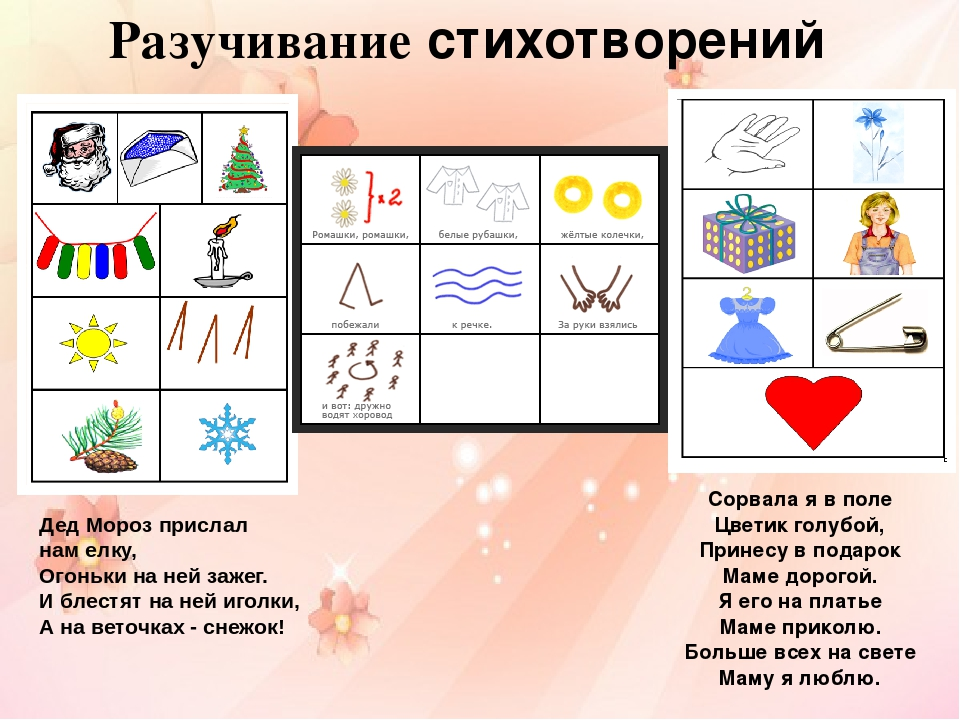 Разучивание стихотворений
x2
Ромашки, ромашки,
белые рубашки,
жёлтые колечки,
побежали
к речке.
За руки взялись
и вот: дружно
водят хоровод
Дед Мороз прислал
нам елку,
Огоньки на ней зажег.
И блестят на ней иголки,
А на веточках - снежок!
Сорвала я в поле
Цветик голубой,
Принесу в подарок
Маме дорогой.
Я его на платье
Маме приколю.
Больше всех на свете
Маму я люблю.